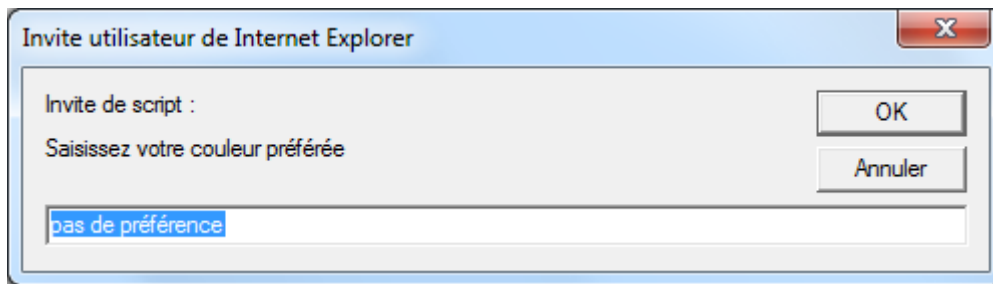 Invite utilisateur de Internet Explorer
Invite de script :
OK
Saisissez votre couleur préférée
Annuler
pas de préférence